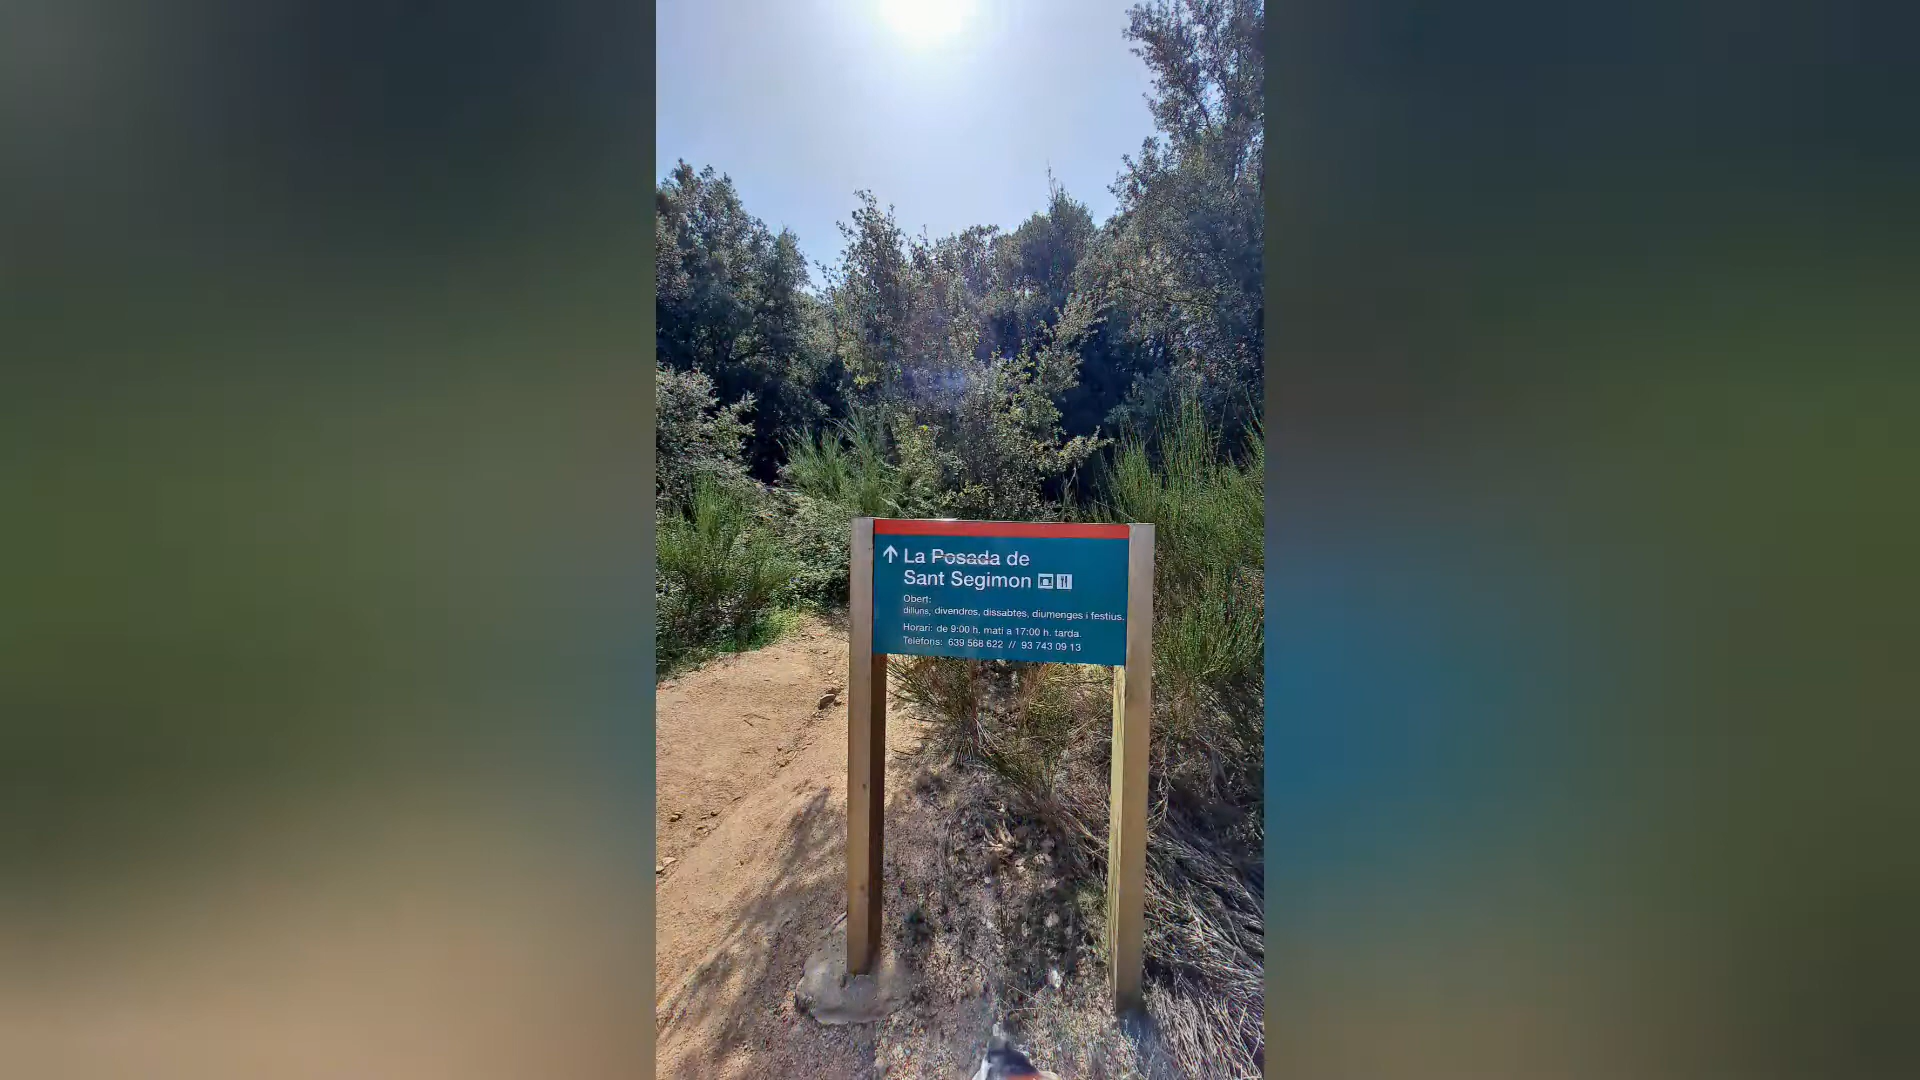 La Posada de
Sant Segimon
Obert:
dilluns, divendres, dissabtes, diumenges i festius.
Horari: de 9:00 h. matí a 17:00 h. tarda.
Telèfons: 639 568 622 // 93 743 09 13